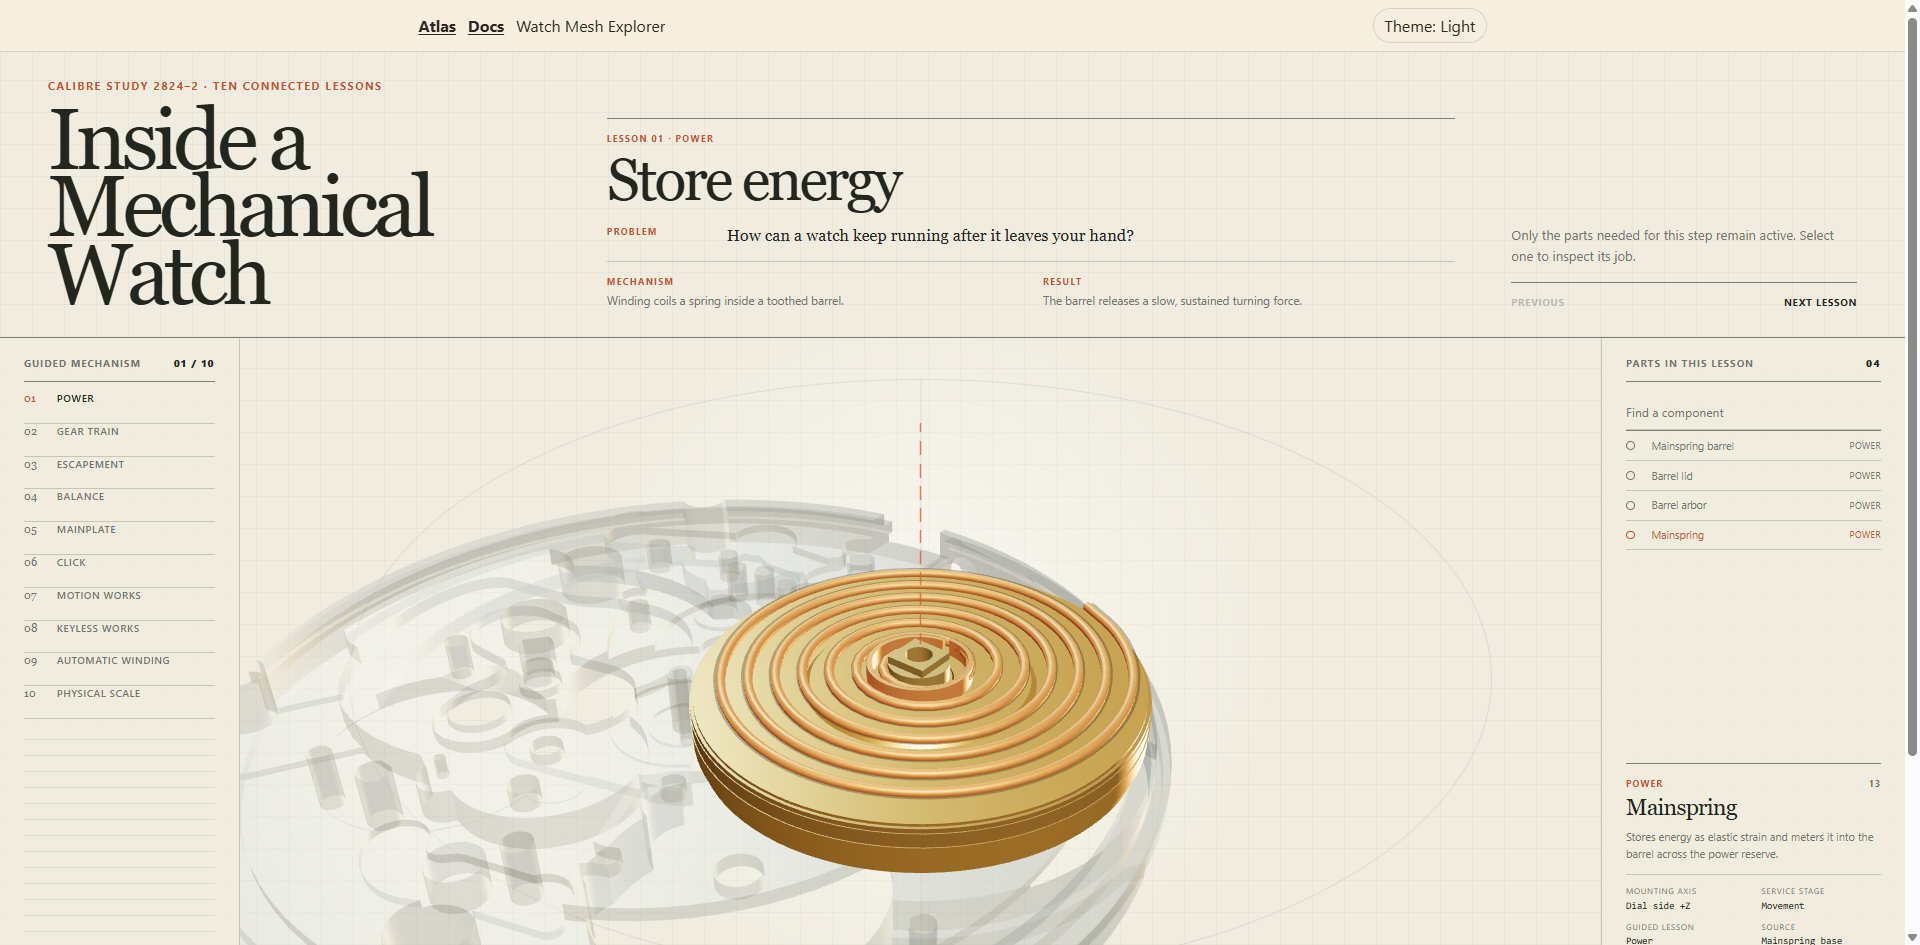 Atlas Docs Watch Mesh Explorer
Theme: Light
CALIBRE STUDY 2824–2 · TEN CONNECTED LESSONS
Inside a
Mechanical
Watch
LESSON 01 · POWER
Store energy
PROBLEM
How can a watch keep running after it leaves your hand?
MECHANISM
Winding coils a spring inside a toothed barrel.
RESULT
The barrel releases a slow, sustained turning force.
Only the parts needed for this step remain active. Select
one to inspect its job.
PREVIOUS
NEXT LESSON
GUIDED MECHANISM 01 / 10
01 POWER
02 GEAR TRAIN
03 ESCAPEMENT
04 BALANCE
05 MAINPLATE
06 CLICK
07 MOTION WORKS
08 KEYLESS WORKS
09 AUTOMATIC WINDING
10 PHYSICAL SCALE
PARTS IN THIS LESSON 04
Find a component
Mainspring barrel POWER
Barrel lid POWER
Barrel arbor POWER
Mainspring POWER
POWER 13
Mainspring
Stores energy as elastic strain and meters it into the
barrel across the power reserve.
MOUNTING AXIS
Dial side +Z
SERVICE STAGE
Movement
GUIDED LESSON
Power
SOURCE
Mainspring base